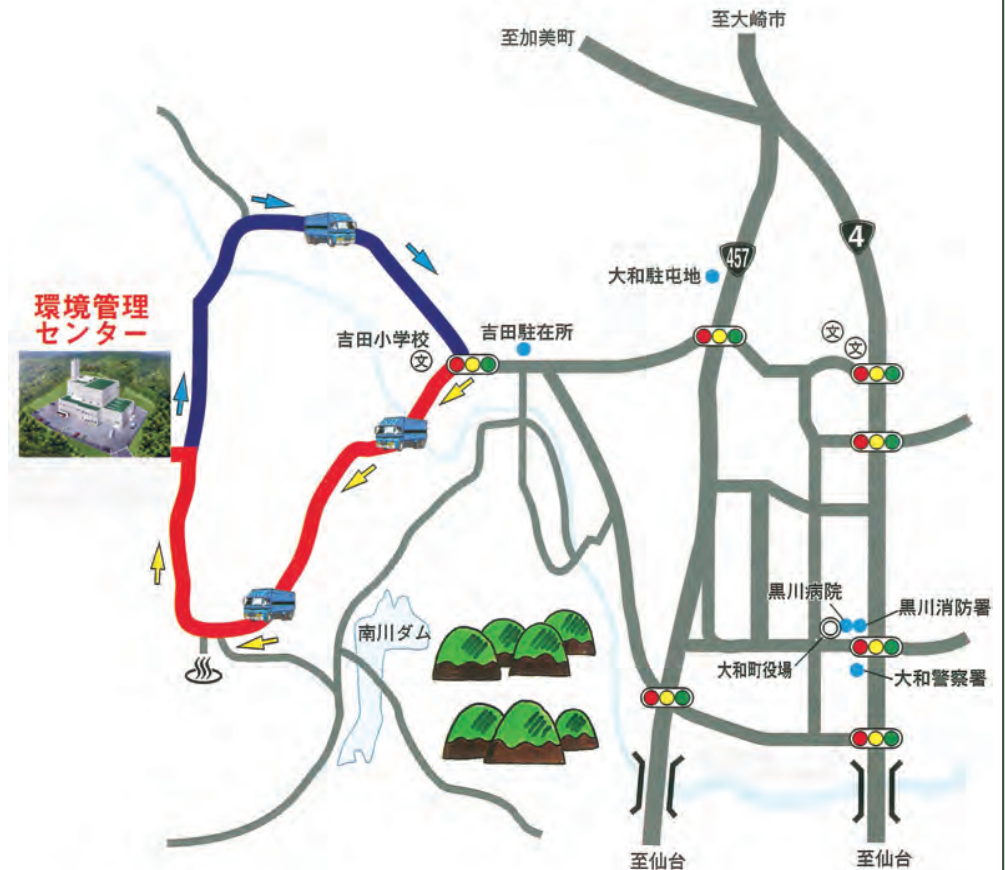 至大崎市
至加美町
457
4
大和駐屯地
環境管理
センター
吉田小学校
文
吉田駐在所
文
文
黒川病院
黒川消防署
南川ダム
大和町役場
大和警察署
至仙台
至仙台